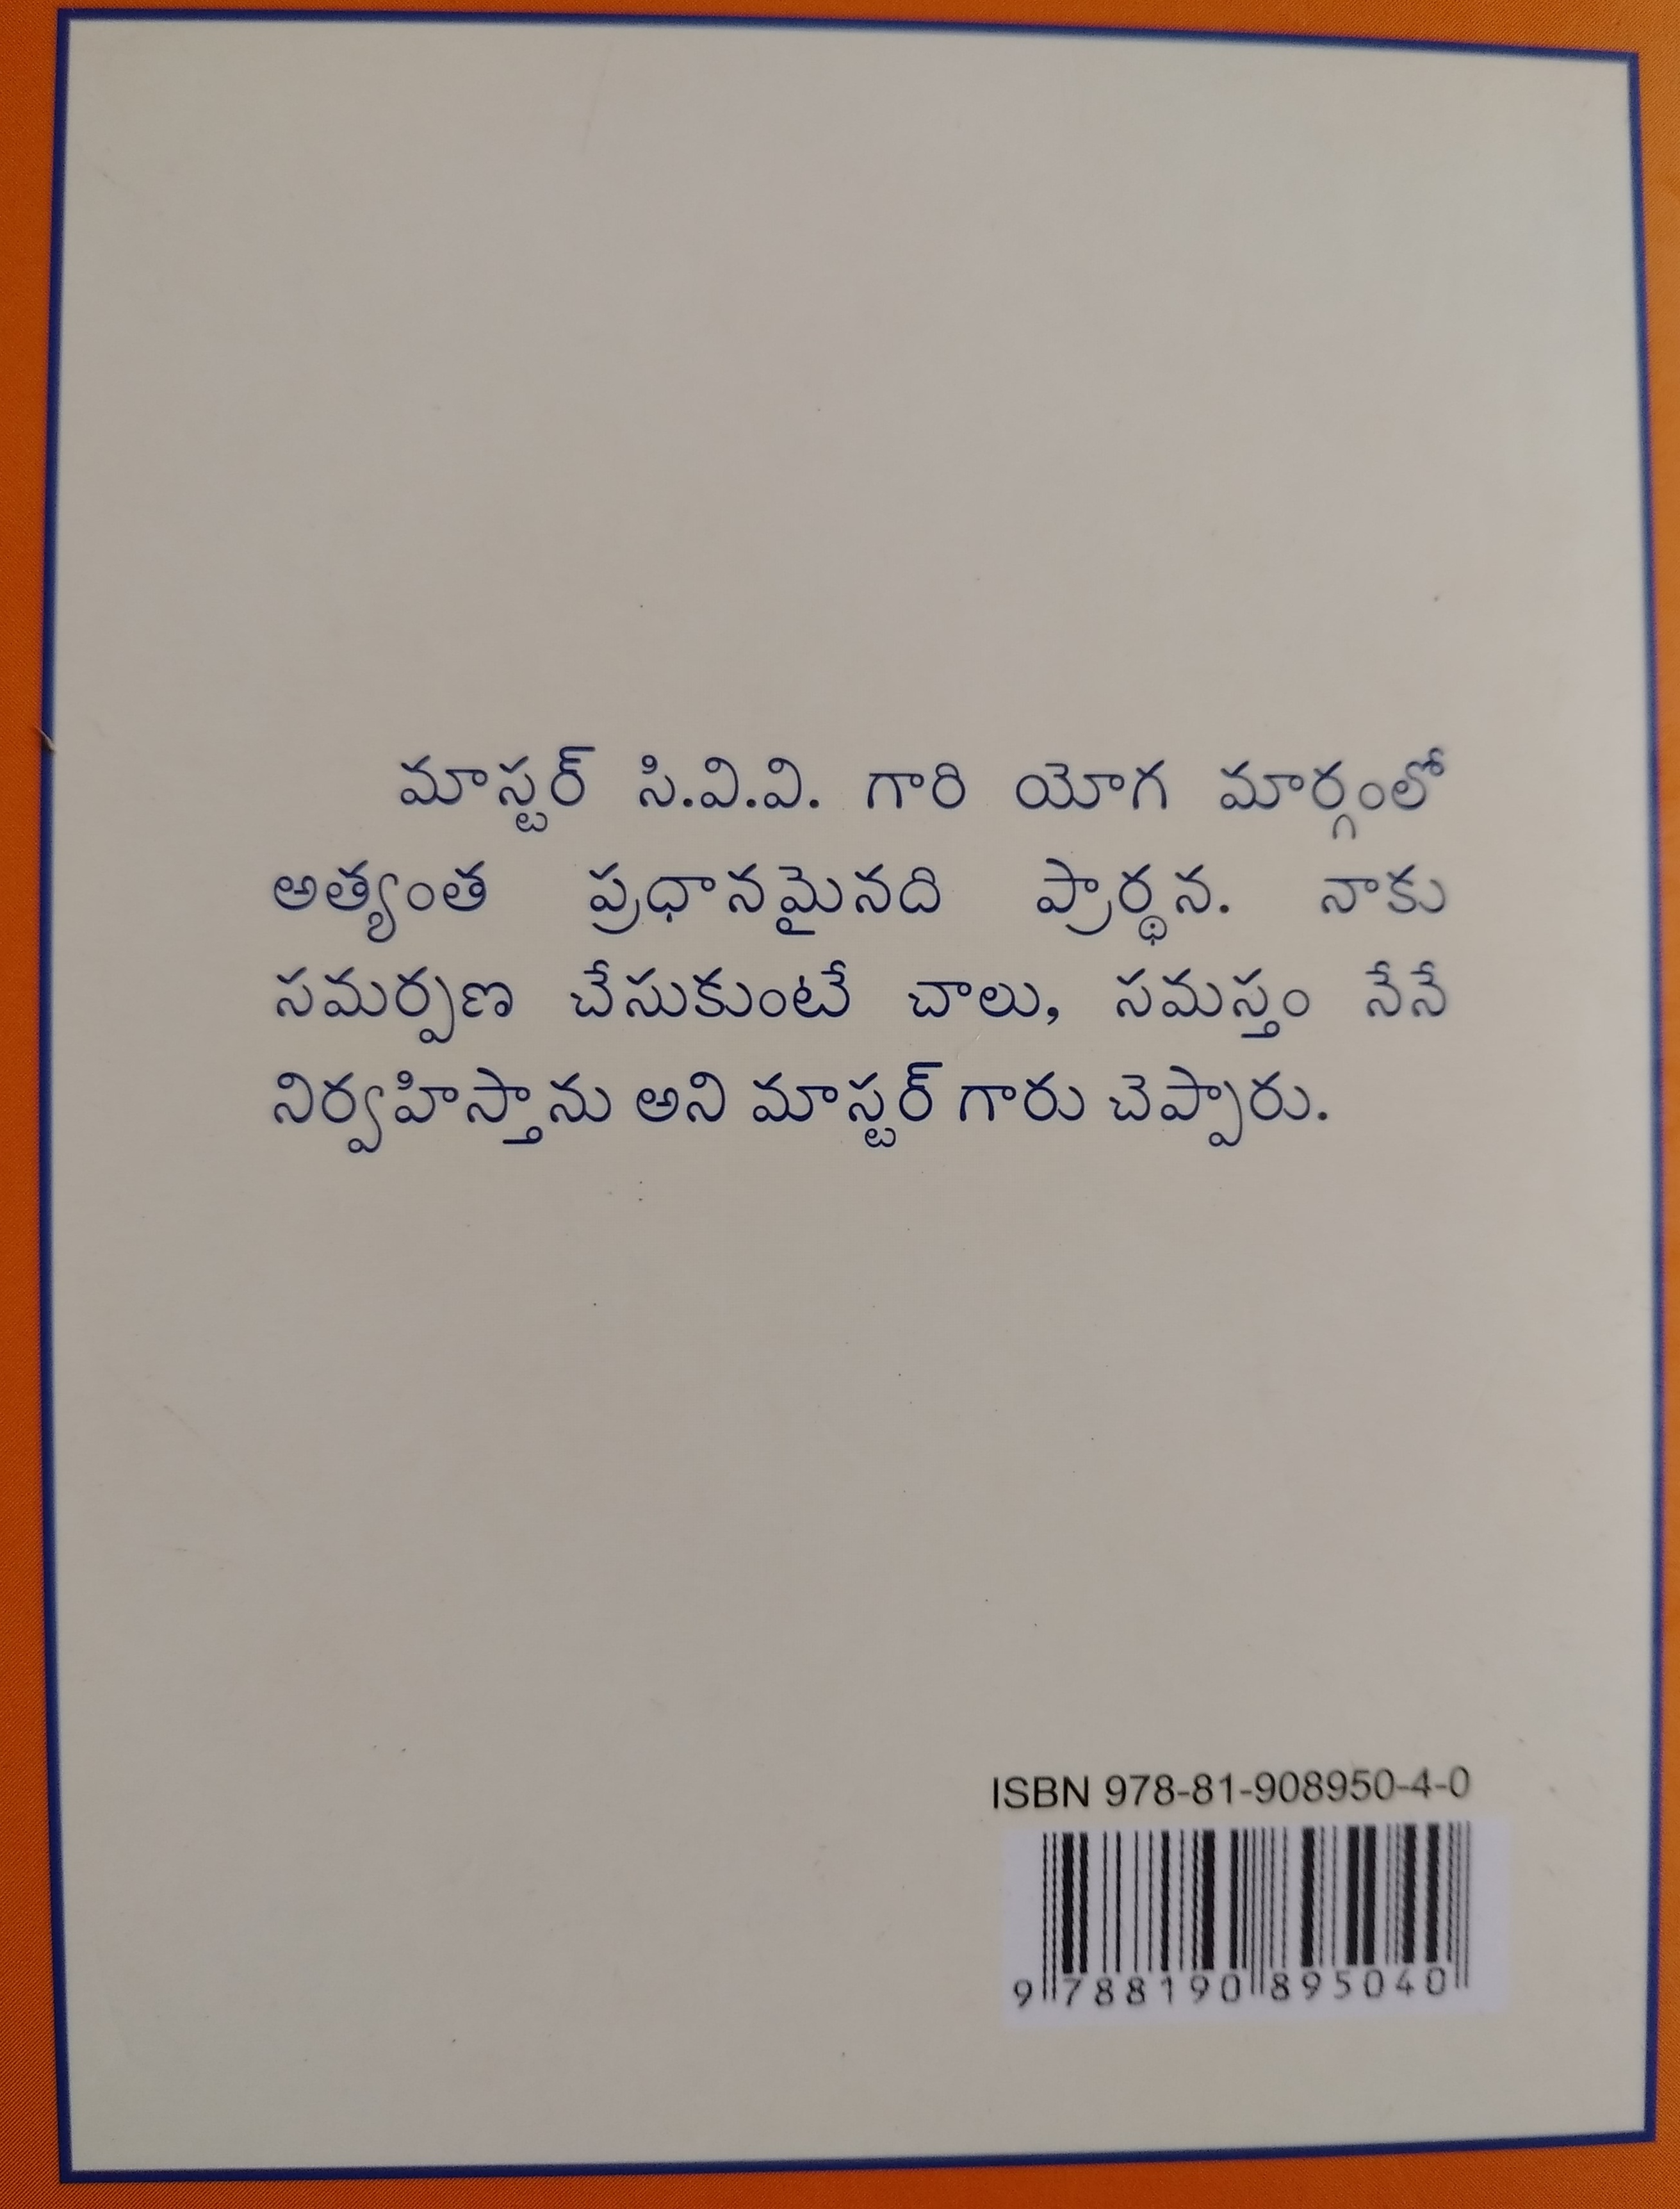 మాస్టర్ సి.వి.వి. గారి యోగ మార్గంలో
అత్యంత ప్రధానమైనది ప్రార్థన. నాకు
సమర్పణ చేసుకుంటే చాలు, సమస్తం నేనే
నిర్వహిస్తాను అని మాస్టర్ గారు చెప్పారు.
ISBN 978-81-908950-4-0
9 788190 895040